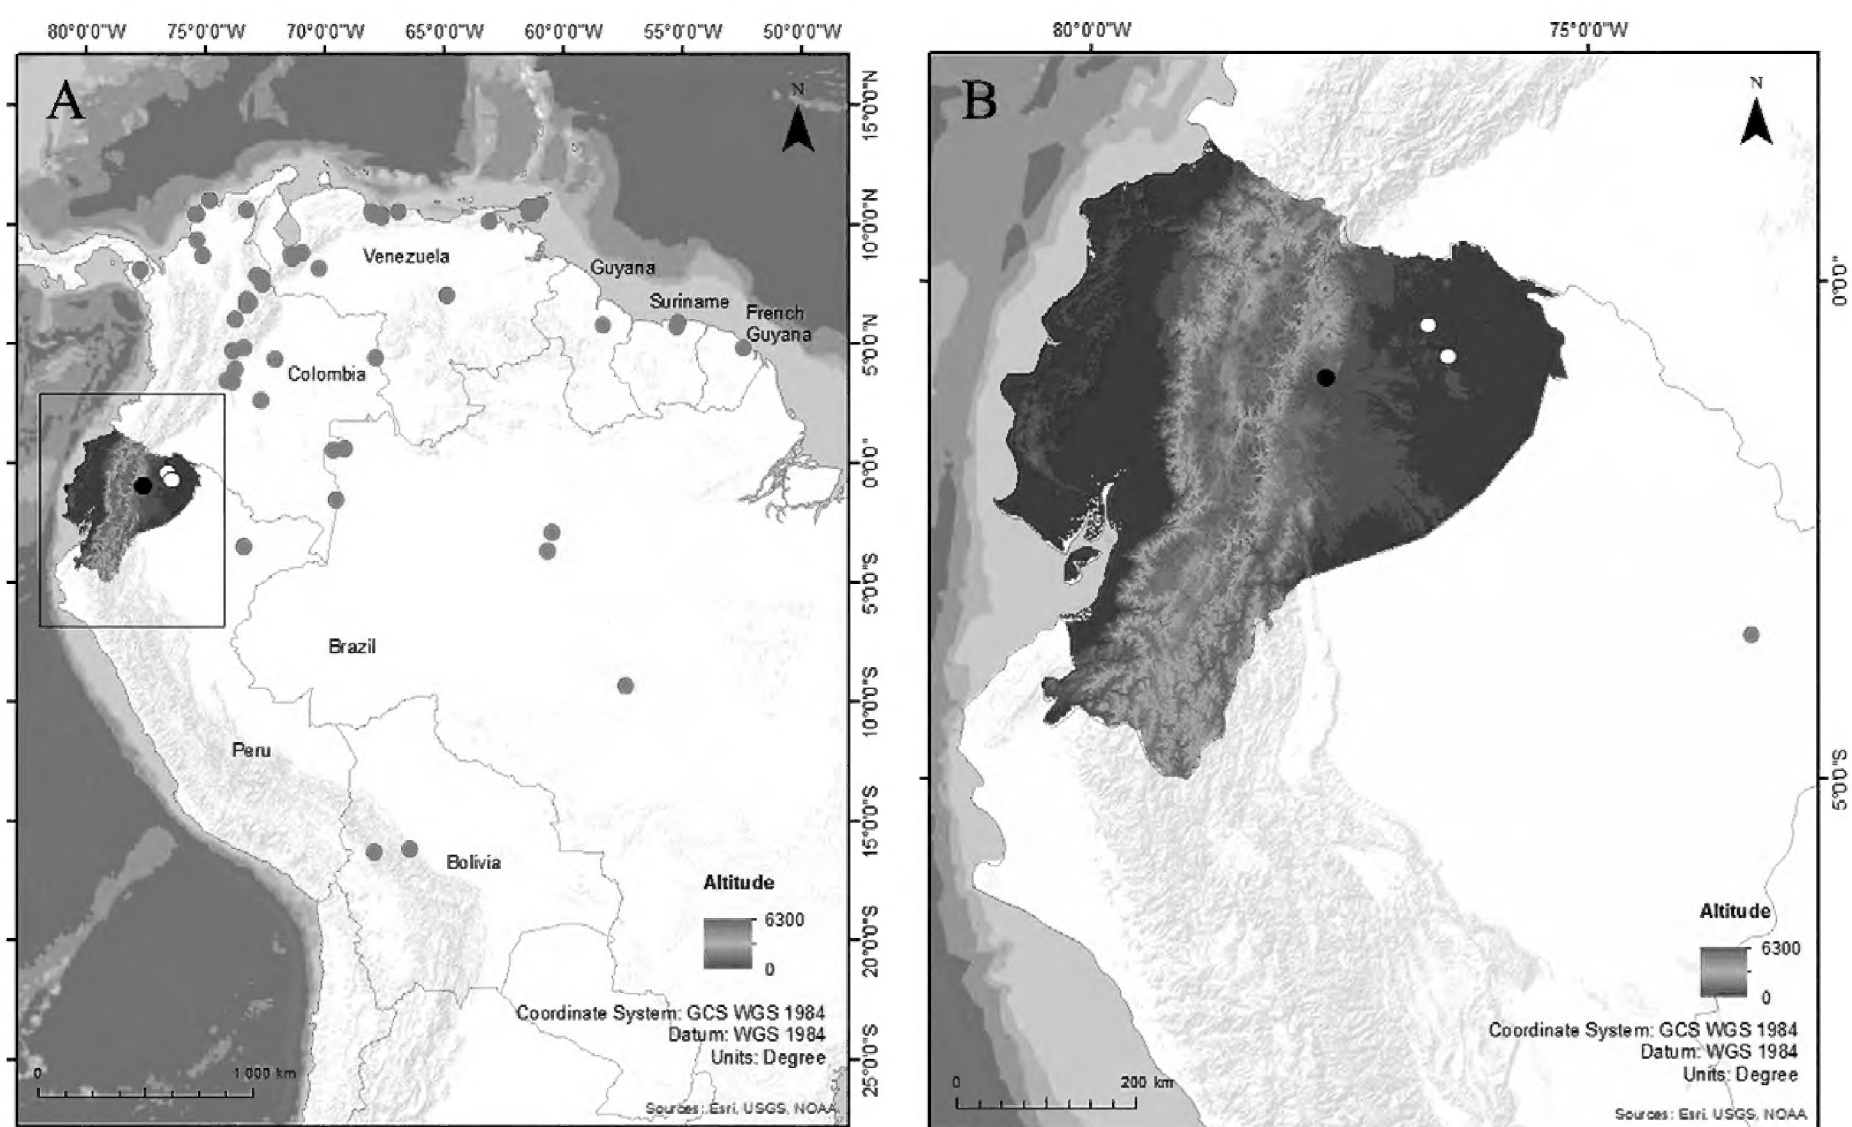 80°0'0"W 75°0'0"W 70°0'0"W 65°0'0"W 60°0'0"W 55°0'0"W 50°0'0"W
A
N
15°0'0"N
10°0'0"N
5°0'0"N
0°0'0"
5°0'0"S
10°0'0"S
15°0'0"S
20°0'0"S
25°0'0"S
Venezuela
Guyana
Suriname
French
Guyana
Colombia
Brazil
Peru
Bolivia
Altitude
6300
0
Coordinate System: GCS WGS 1984
Datum: WGS 1984
Units: Degree
0 1 000 km
Sources: Esri, USGS, NOAA
80°0'0"W 75°0'0"W
B
N
0°0'0"
5°0'0"S
Altitude
6300
0
Coordinate System: GCS WGS 1984
Datum: WGS 1984
Units: Degree
0 200 km
Sources: Esri, USGS, NOAA